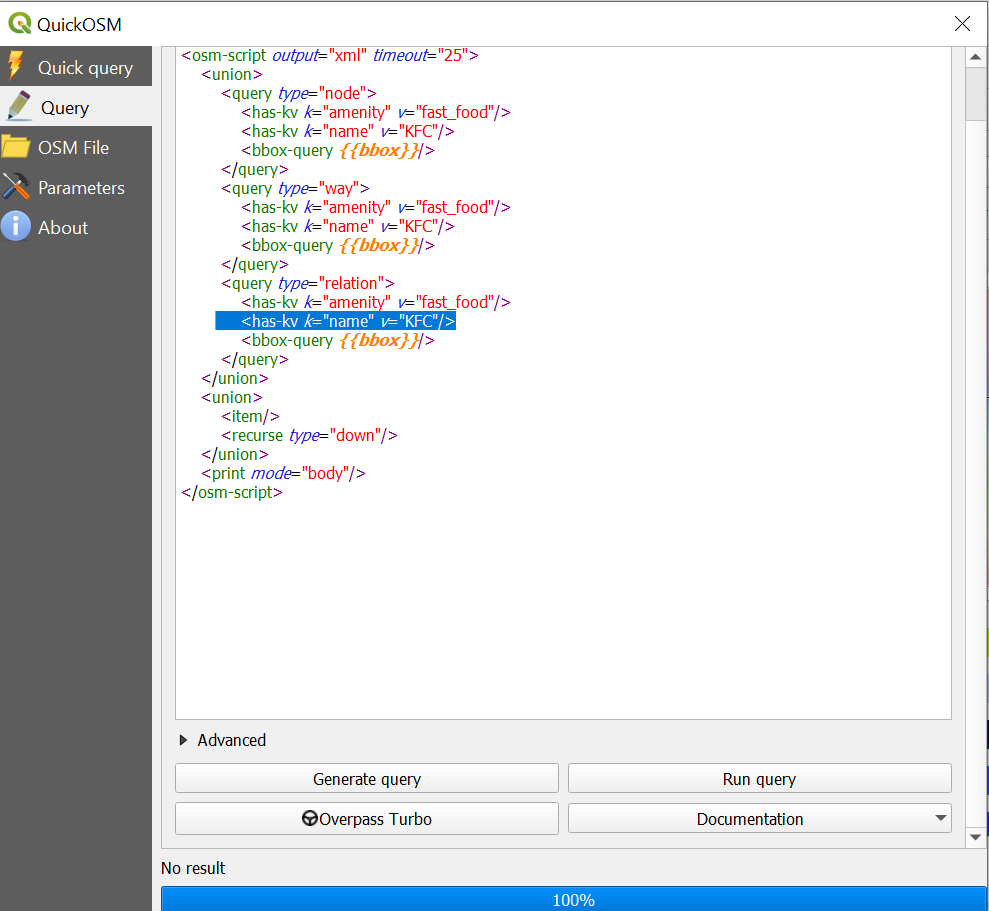 QuickOSM
Quick query
Query
OSM File
Parameters
About
<osm-script output="xml" timeout="25">
<union>
<query type="node">
<has-kv k="amenity" v="fast_food"/>
<has-kv k="name" v="KFC"/>
<bbox-query {{bbox}}/>
</query>
<query type="way">
<has-kv k="amenity" v="fast_food"/>
<has-kv k="name" v="KFC"/>
<bbox-query {{bbox}}/>
</query>
<query type="relation">
<has-kv k="amenity" v="fast_food"/>
<has-kv k="name" v="KFC"/>
<bbox-query {{bbox}}/>
</query>
</union>
<union>
<item/>
<recurse type="down"/>
</union>
<print mode="body"/>
</osm-script>
Advanced
Generate query
Run query
Overpass Turbo
Documentation
No result
100%